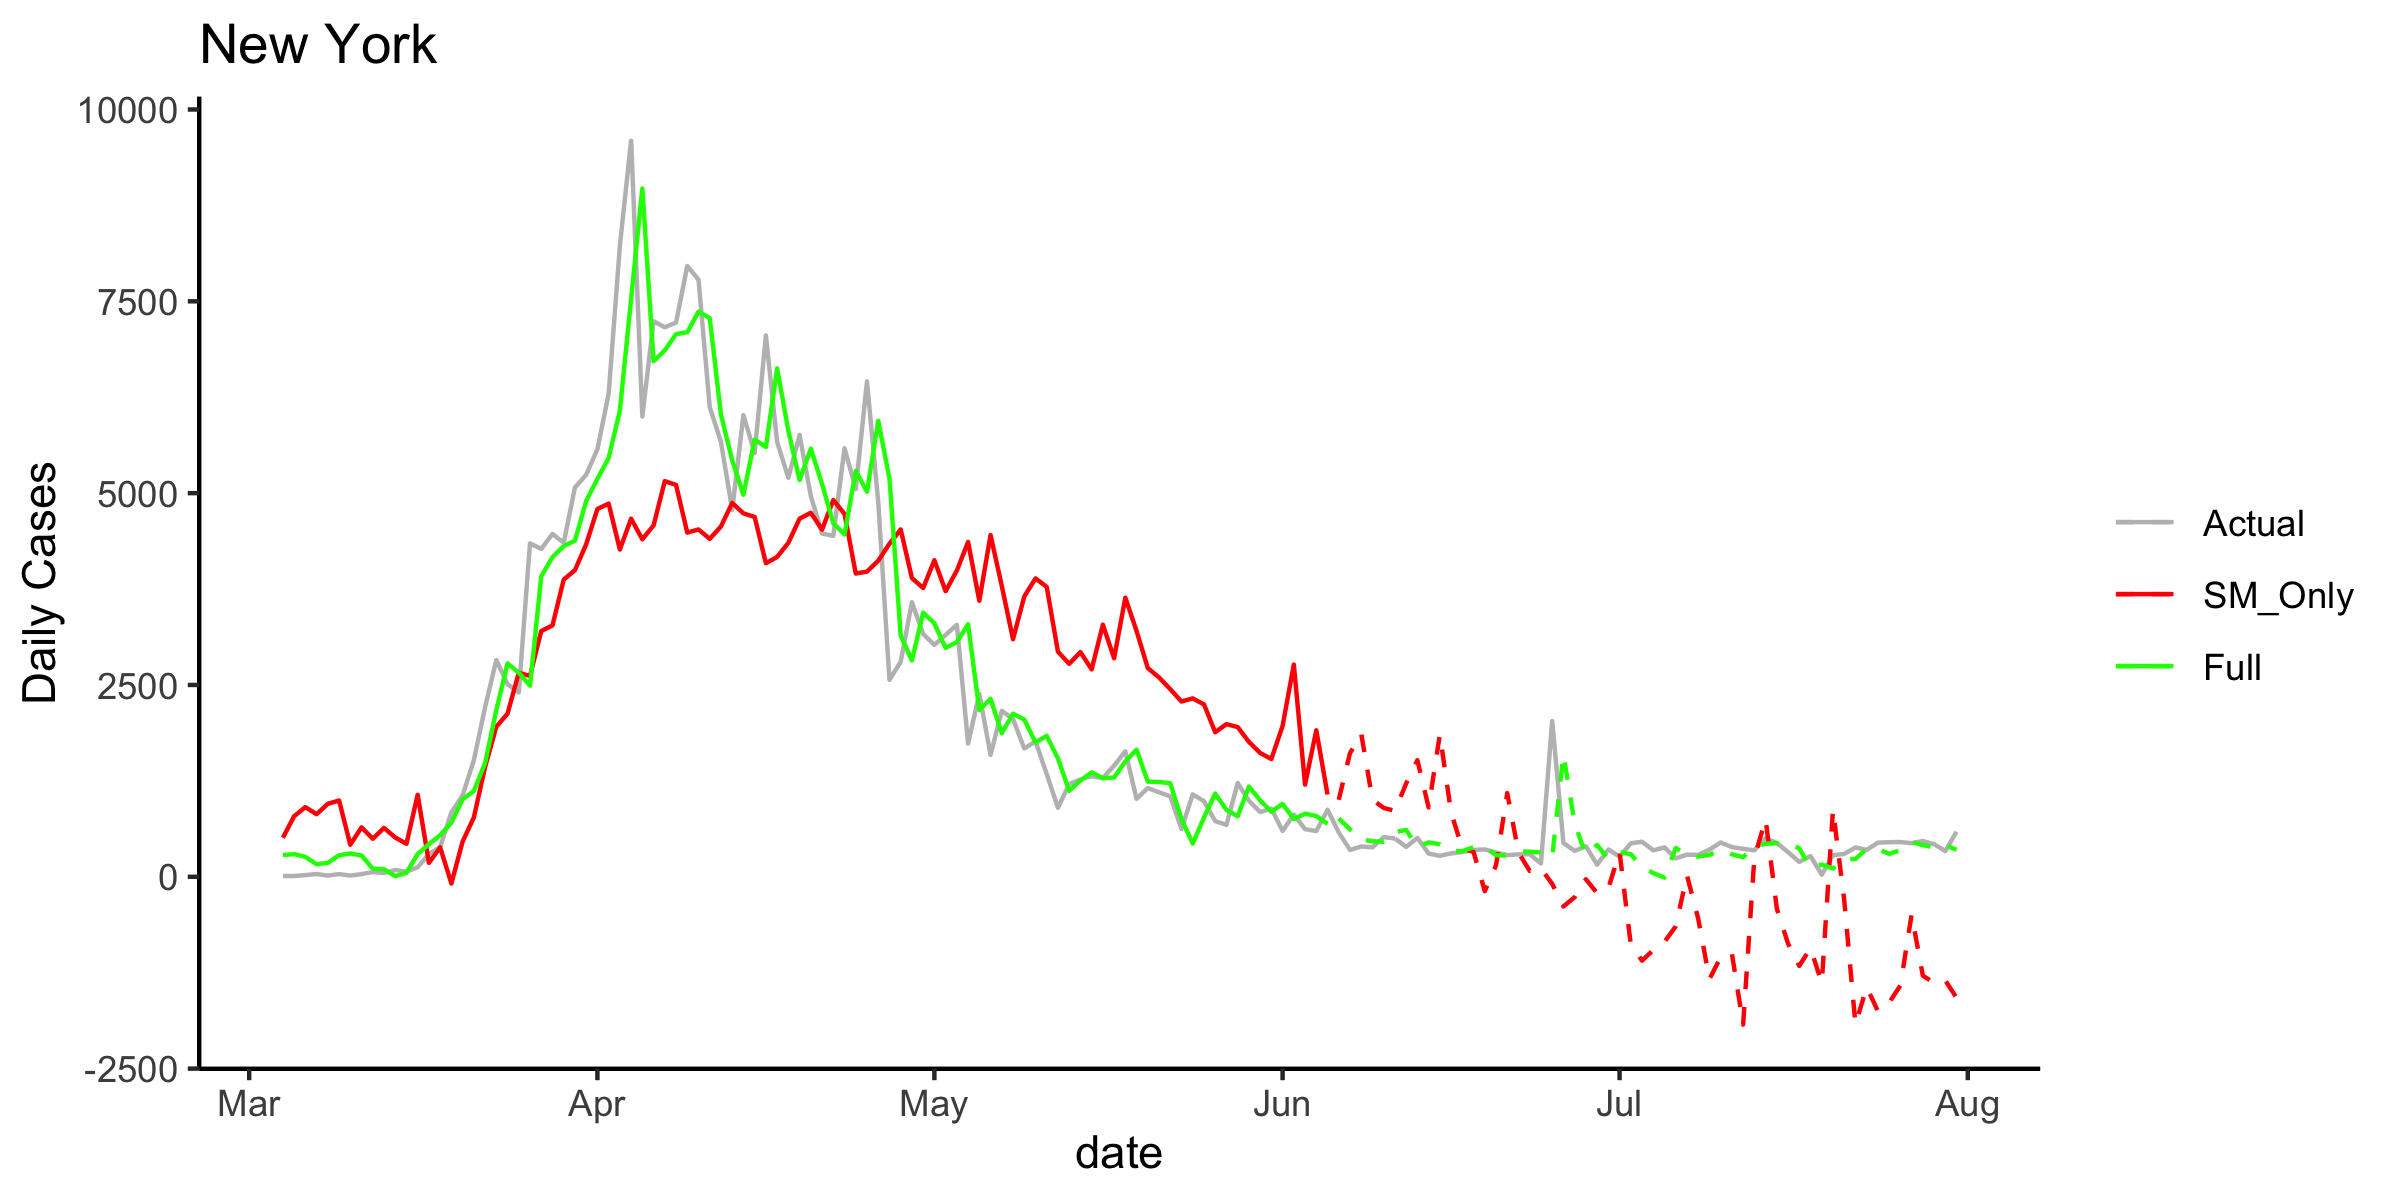 New York
10000
7500
5000
2500
0
-2500
Daily Cases
Mar Apr May Jun Jul Aug
date
Actual
SM_Only
Full